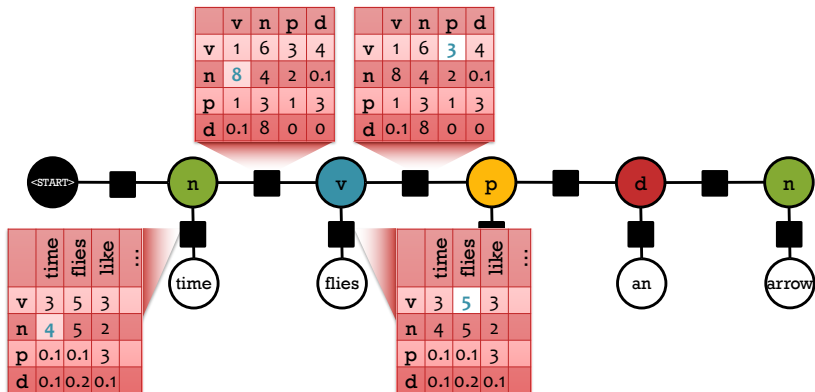 v n p d
v 1 6 3 4
n 8 4 2 0.1
p 1 3 1 3
d 0.1 8 0 0
v n p d
v 1 6 3 4
n 8 4 2 0.1
p 1 3 1 3
d 0.1 8 0 0
<START> n v p d n
time flies like …
v 3 5 3
n 4 5 2
p 0.1 0.1 3
d 0.1 0.2 0.1
time
flies
time flies like …
v 3 5 3
n 4 5 2
p 0.1 0.1 3
d 0.1 0.2 0.1
an
arrow